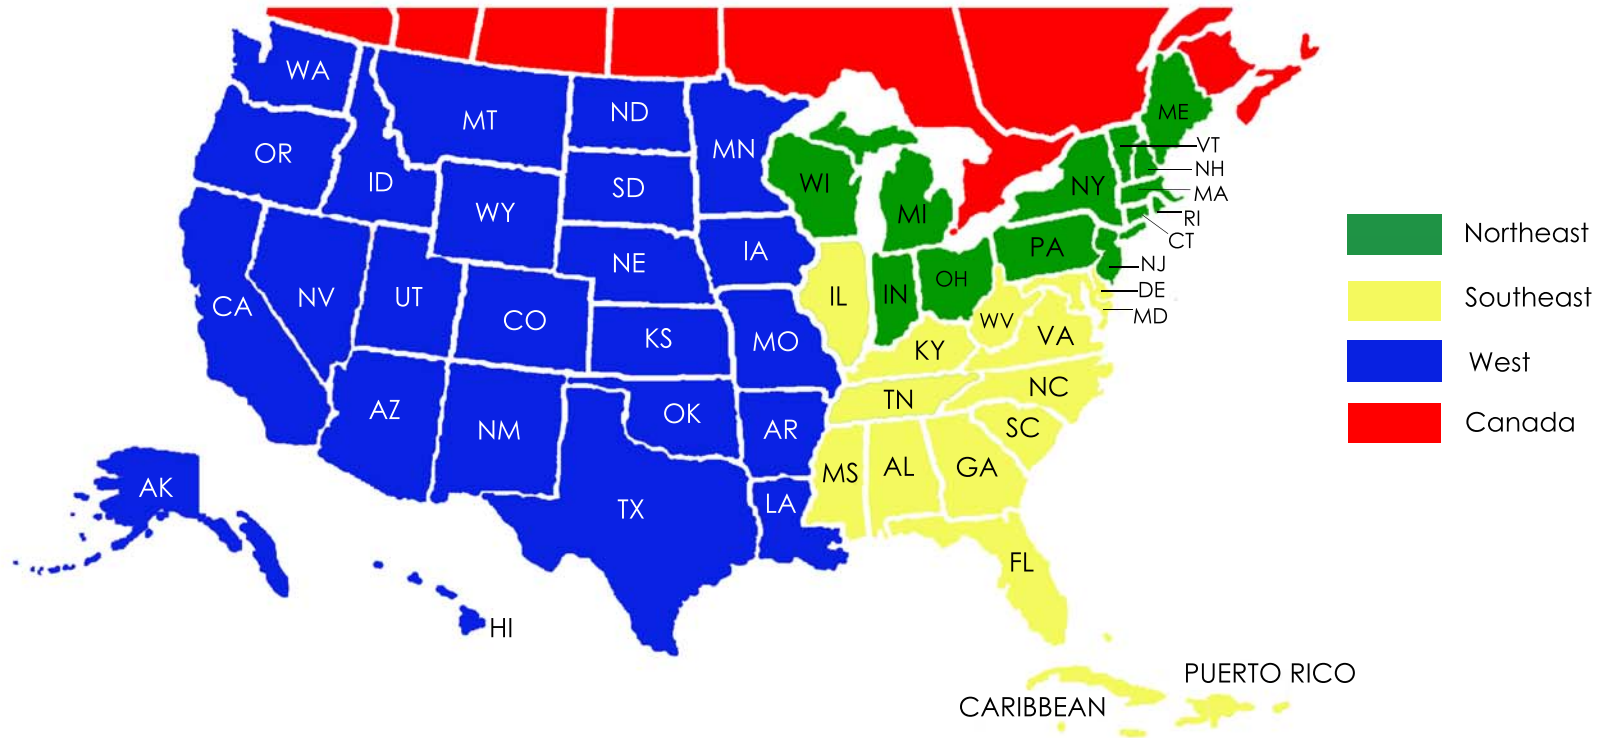 WA
MT
ND
MN
ME
OR
ID
SD
WI
MI
NY
VT
NH
MA
RI
CT
WY
IA
PA
NJ
DE
MD
NE
CA
NV
UT
CO
IL
IN
OH
WV
VA
KS
MO
KY
AZ
NM
OK
AR
TN
NC
SC
MS
AL
GA
TX
LA
FL
AK
HI
PUERTO RICO
CARIBBEAN
Northeast
Southeast
West
Canada